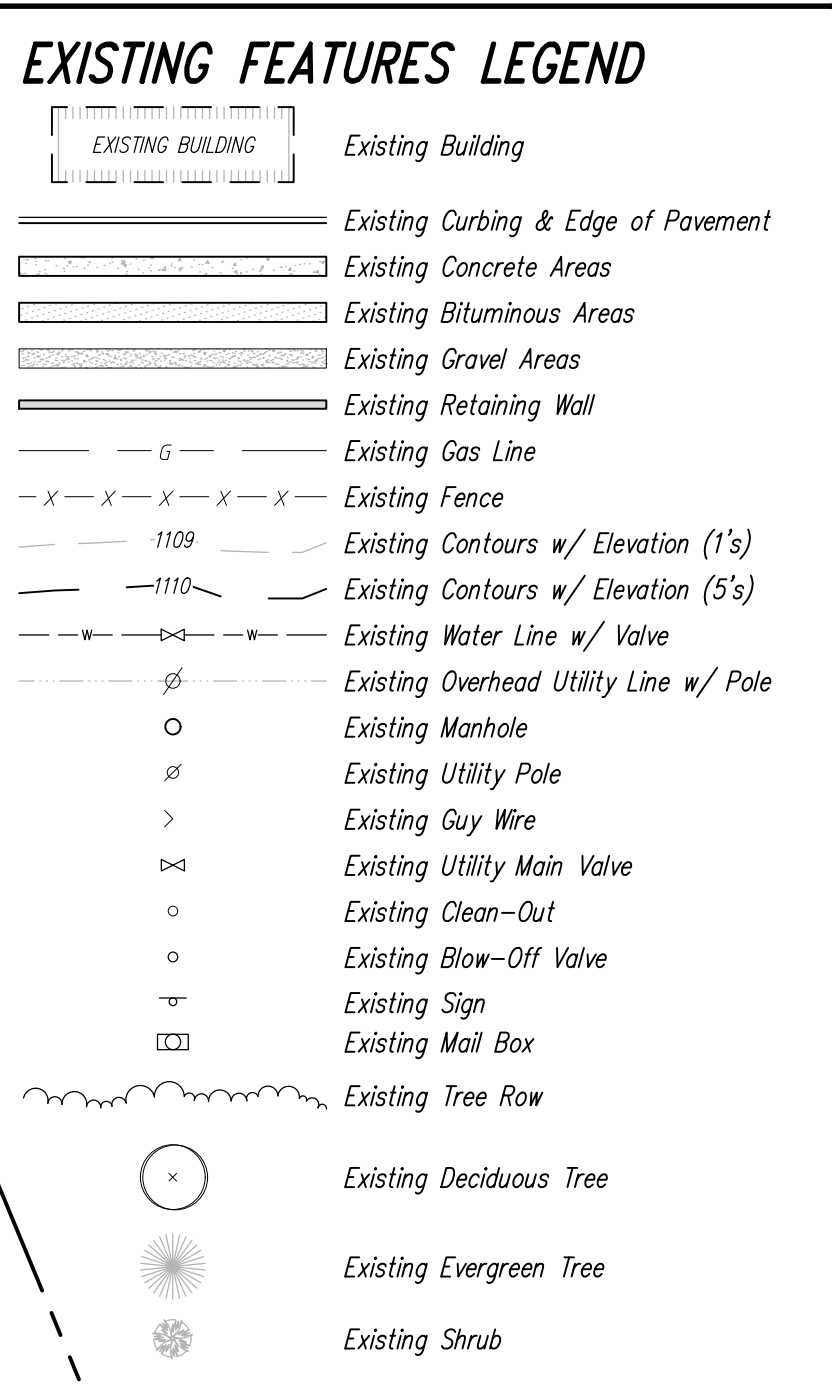 EXISTING FEATURES LEGEND
EXISTING BUILDING Existing Building
Existing Curbing & Edge of Pavement
Existing Concrete Areas
Existing Bituminous Areas
Existing Gravel Areas
Existing Retaining Wall
G Existing Gas Line
X X X X X Existing Fence
1109 Existing Contours w/ Elevation (1's)
1110 Existing Contours w/ Elevation (5's)
W W Existing Water Line w/ Valve
Existing Overhead Utility Line w/ Pole
Existing Manhole
Existing Utility Pole
Existing Guy Wire
Existing Utility Main Valve
Existing Clean-Out
Existing Blow-Off Valve
Existing Sign
Existing Mail Box
Existing Tree Row
Existing Deciduous Tree
Existing Evergreen Tree
Existing Shrub